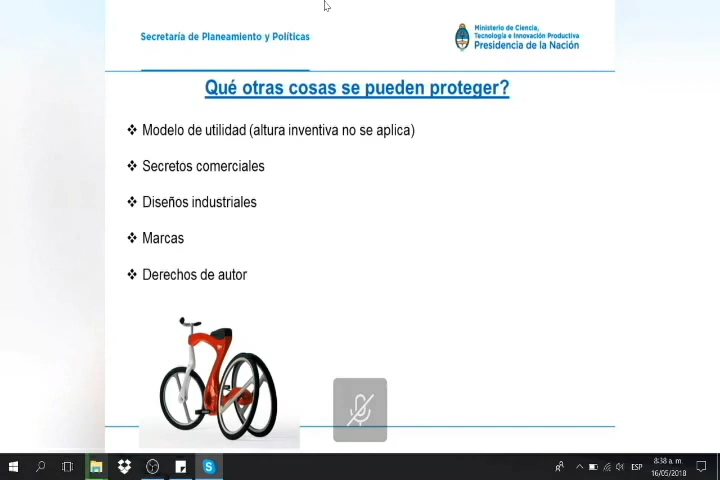 Secretaría de Planeamiento y Políticas
Ministerio de Ciencia,
Tecnología e Innovación Productiva
Presidencia de la Nación
Qué otras cosas se pueden proteger?
❖ Modelo de utilidad (altura inventiva no se aplica)
❖ Secretos comerciales
❖ Diseños industriales
❖ Marcas
❖ Derechos de autor
ESP
8:38 a. m.
16/05/2018